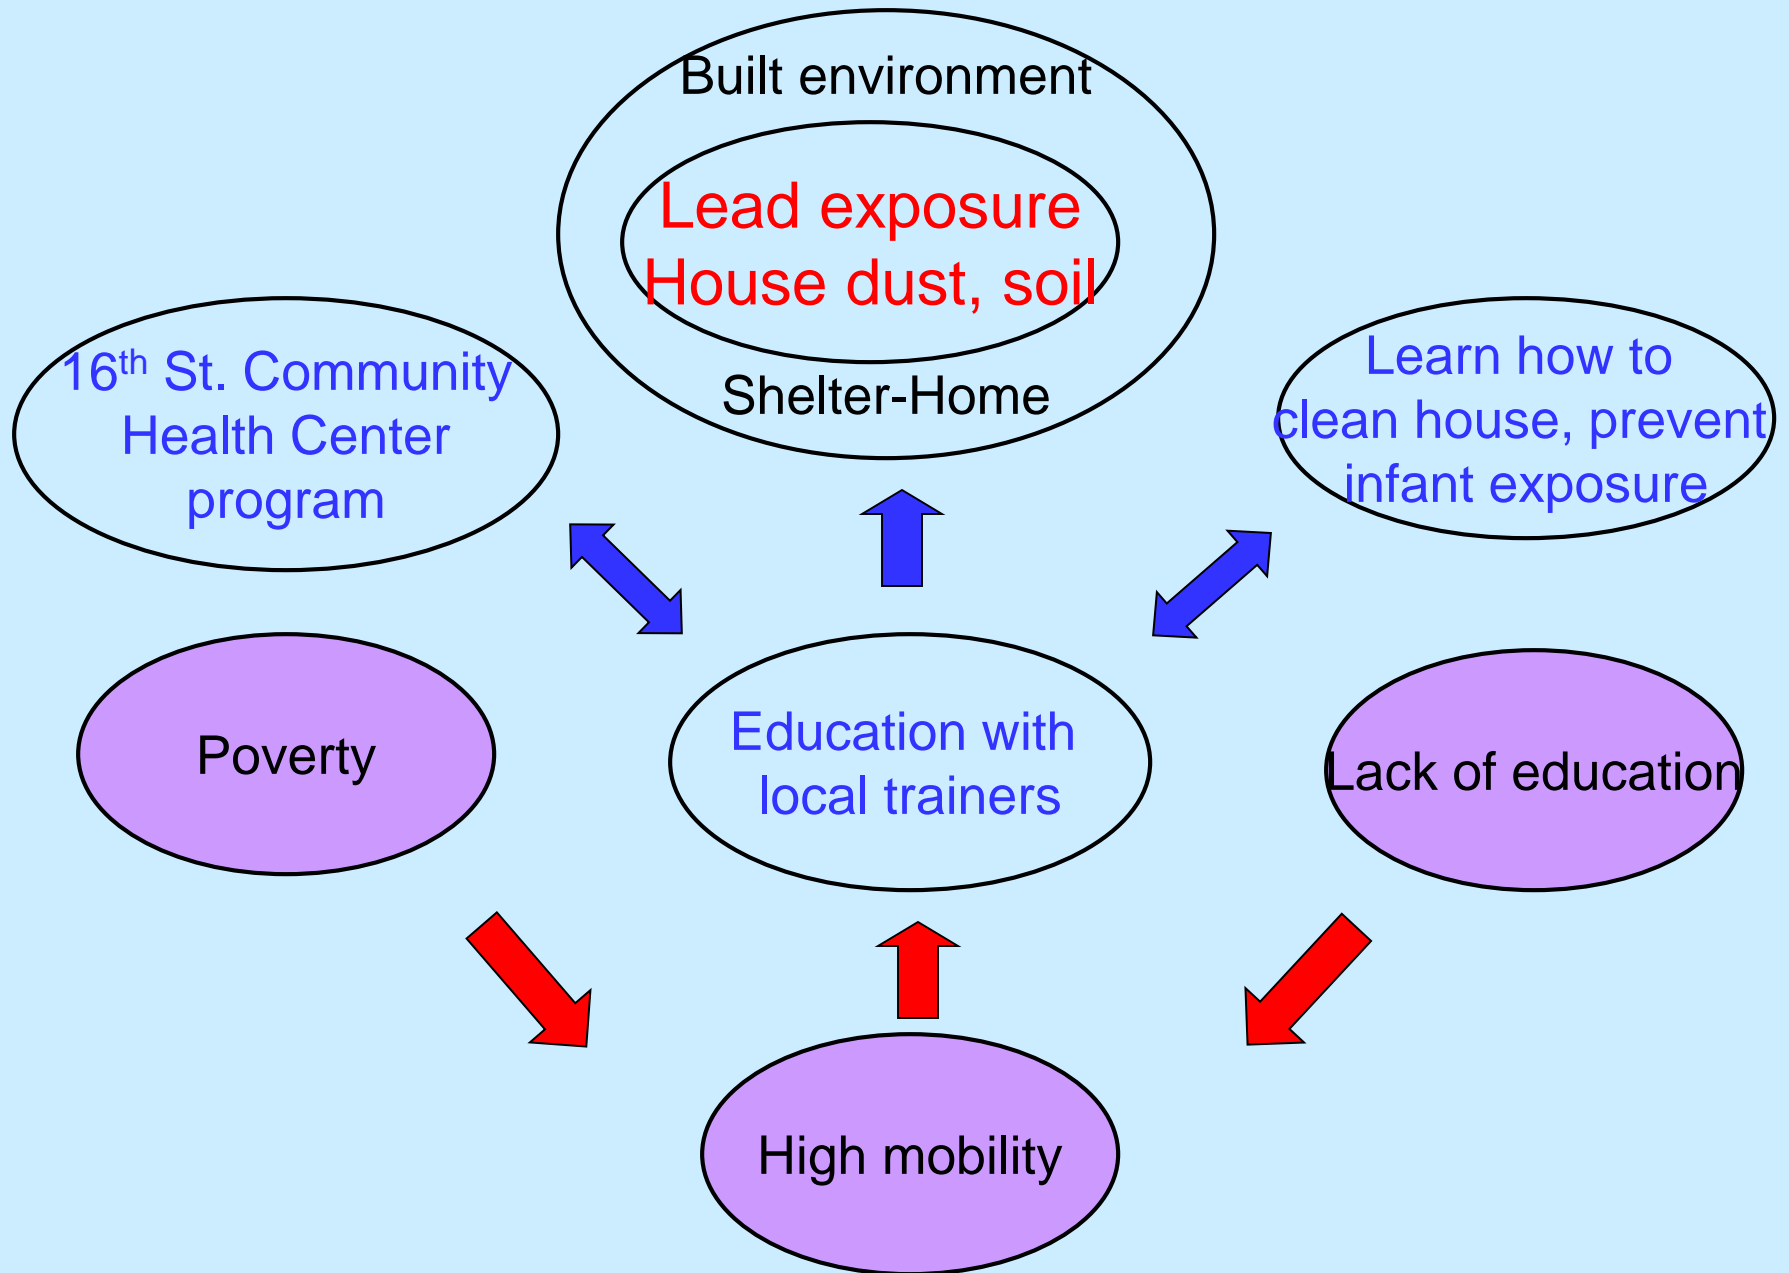 Built environment
Lead exposure
House dust, soil
Shelter-Home
16th St. Community
Health Center
program
Learn how to
clean house, prevent
infant exposure
Poverty
Education with
local trainers
Lack of education
High mobility